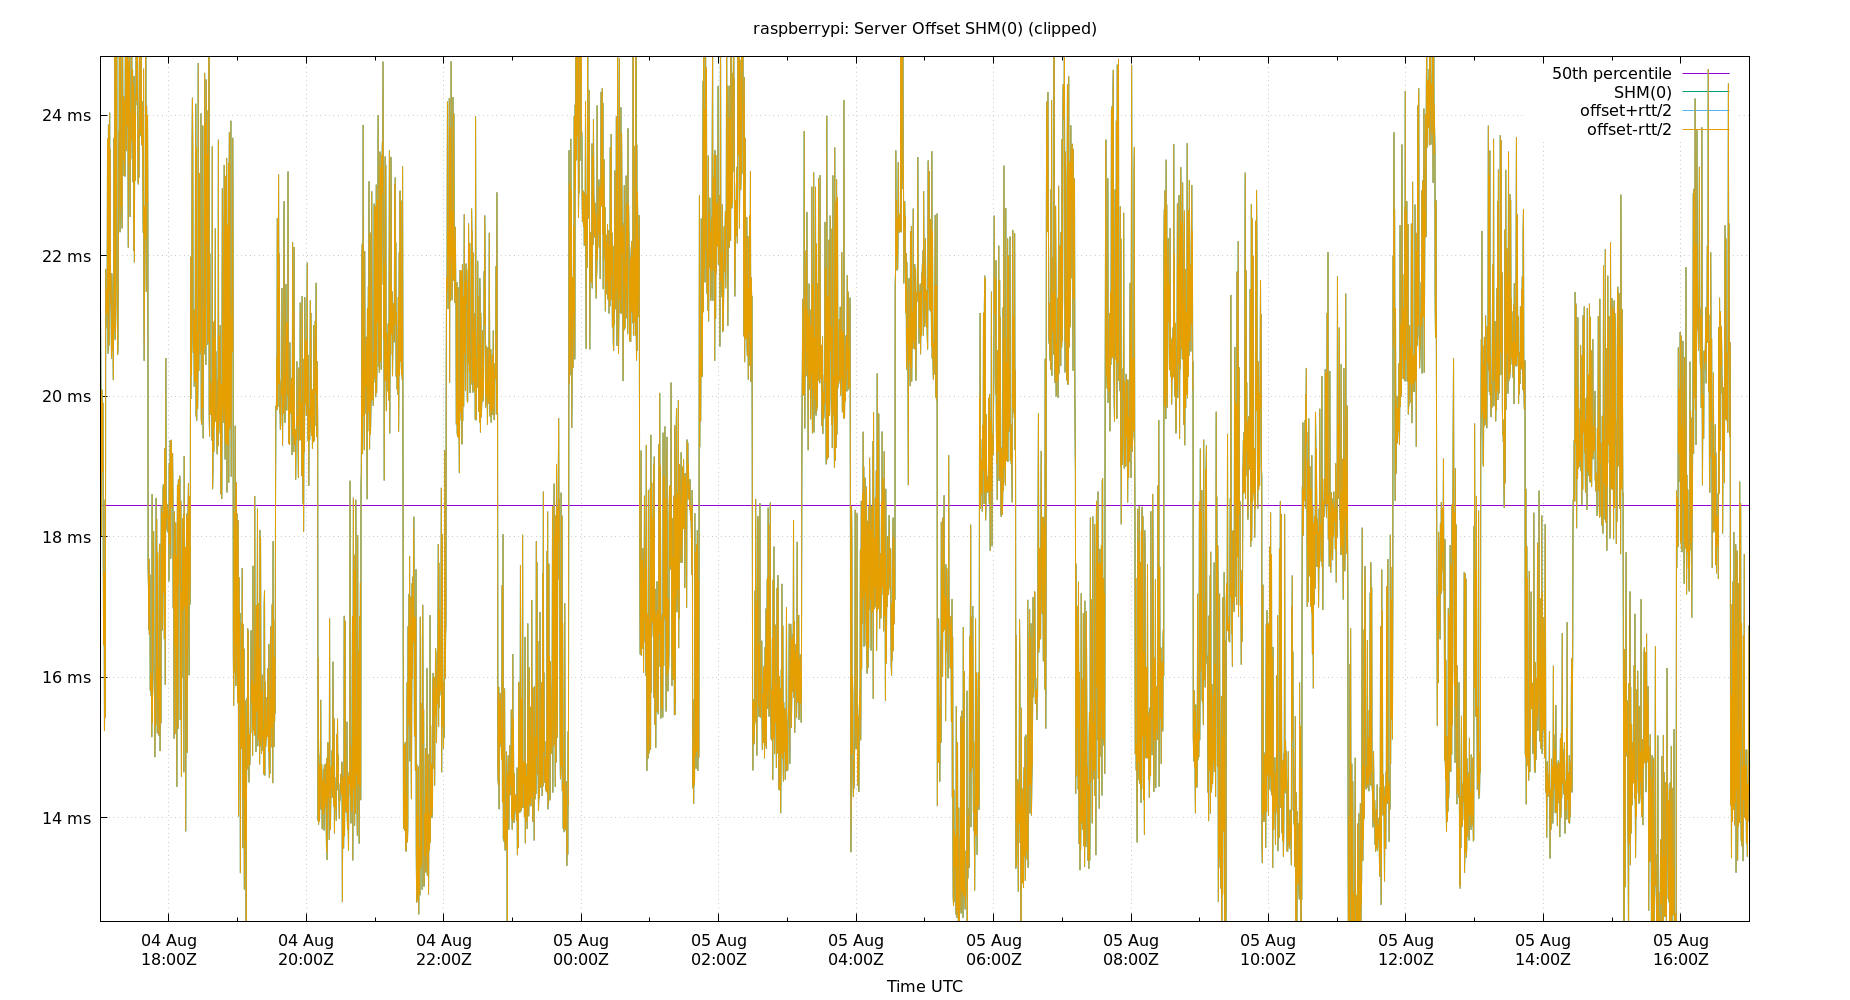 raspberrypi: Server Offset SHM(0) (clipped)
50th percentile
SHM(0)
offset+rtt/2
offset-rtt/2
24 ms
22 ms
20 ms
18 ms
16 ms
14 ms
04 Aug 04 Aug 04 Aug 05 Aug 05 Aug 05 Aug 05 Aug 05 Aug 05 Aug 05 Aug 05 Aug 05 Aug
18:00Z 20:00Z 22:00Z 00:00Z 02:00Z 04:00Z 06:00Z 08:00Z 10:00Z 12:00Z 14:00Z 16:00Z
Time UTC